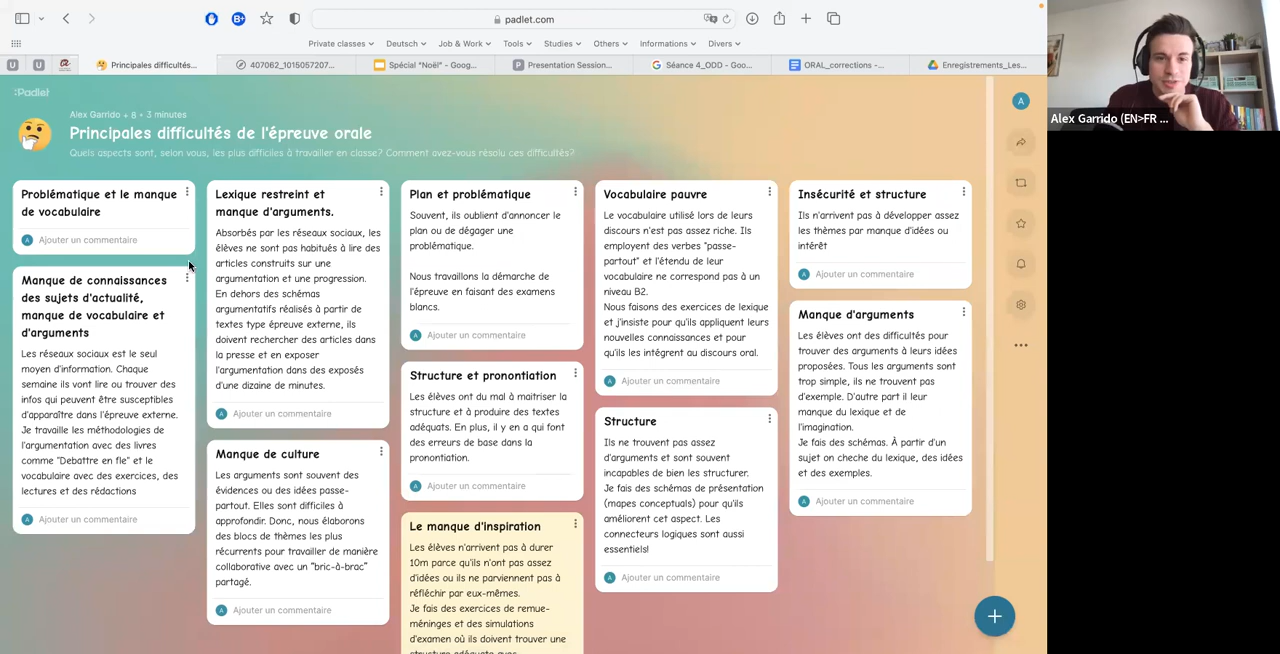 padlet.com
Private classes
Deutsch
Job & Work
Tools
Studies
Others
Informations
Divers
Principales difficultés...
407062_1015057207...
Spécial "Noël" - Goog...
Presentation Session...
Séance 4_ODD - Goo...
ORAL_corrections -...
Enregistrements_Les...
:Padlet
Alex Garrido + 8 • 3 minutes
Principales difficultés de l'épreuve orale
Quels aspects sont, selon vous, les plus difficiles à travailler en classe? Comment avez-vous résolu ces difficultés?
A
Problématique et le manque
de vocabulaire
A Ajouter un commentaire
Manque de connaissances
des sujets d'actualité,
manque de vocabulaire et
d'arguments
Les réseaux sociaux est le seul
moyen d'information. Chaque
semaine ils vont lire ou trouver des
infos qui peuvent être susceptibles
d'apparaître dans l'épreuve externe.
Je travaille les méthodologies de
l'argumentation avec des livres
comme "Debattre en fle" et le
vocabulaire avec des exercices, des
lectures et des rédactions
A Ajouter un commentaire
Lexique restreint et
manque d'arguments.
Absorbés par les réseaux sociaux, les
élèves ne sont pas habitués à lire des
articles construits sur une
argumentation et une progression.
En dehors des schémas
argumentatifs réalisés à partir de
textes type épreuve externe, ils
doivent rechercher des articles dans
la presse et en exposer
l'argumentation dans des exposés
d'une dizaine de minutes.
A Ajouter un commentaire
Manque de culture
Les arguments sont souvent des
évidences ou des idées passe-
partout. Elles sont difficiles à
approfondir. Donc, nous élaborons
des blocs de thèmes les plus
récurrents pour travailler de manière
collaborative avec un "bric-à-brac"
partagé.
A Ajouter un commentaire
Plan et problématique
Souvent, ils oublient d'annoncer le
plan ou de dégager une
problématique.
Nous travaillons la démarche de
l'épreuve en faisant des examens
blancs.
A Ajouter un commentaire
Structure et pronontiation
Les élèves ont du mal à maitriser la
structure et à produire des textes
adéquats. En plus, il y en a qui font
des erreurs de base dans la
pronontiation.
A Ajouter un commentaire
Le manque d'inspiration
Les élèves n'arrivent pas à durer
10m parce qu'ils n'ont pas assez
d'idées ou ils ne parviennent pas à
réfléchir par eux-mêmes.
Je fais des exercices de remue-
méninges et des simulations
d'examen où ils doivent trouver une
structure adéquate avec
Vocabulaire pauvre
Le vocabulaire utilisé lors de leurs
discours n'est pas assez riche. Ils
employent des verbes "passe-
partout" et l'étendu de leur
vocabulaire ne correspond pas à un
niveau B2.
Nous faisons des exercices de lexique
et j'insiste pour qu'ils appliquent leurs
nouvelles connaissances et pour
qu'ils les intégrent au discours oral.
A Ajouter un commentaire
Structure
Ils ne trouvent pas assez
d'arguments et sont souvent
incapables de bien les structurer.
Je fais des schémas de présentation
(mapes conceptuals) pour qu'ils
améliorent cet aspect. Les
connecteurs logiques sont aussi
essentiels!
A Ajouter un commentaire
Insécurité et structure
Ils n'arrivent pas à développer assez
les thèmes par manque d'idées ou
intérêt
A Ajouter un commentaire
Manque d'arguments
Les élèves ont des difficultés pour
trouver des arguments à leurs idées
proposées. Tous les arguments sont
trop simple, ils ne trouvent pas
d'exemple. D'autre part il leur
manque du lexique et de
l'imagination.
Je fais des schémas. À partir d'un
sujet on cheche du lexique, des idées
et des exemples.
A Ajouter un commentaire
Alex Garrido (EN>FR ...